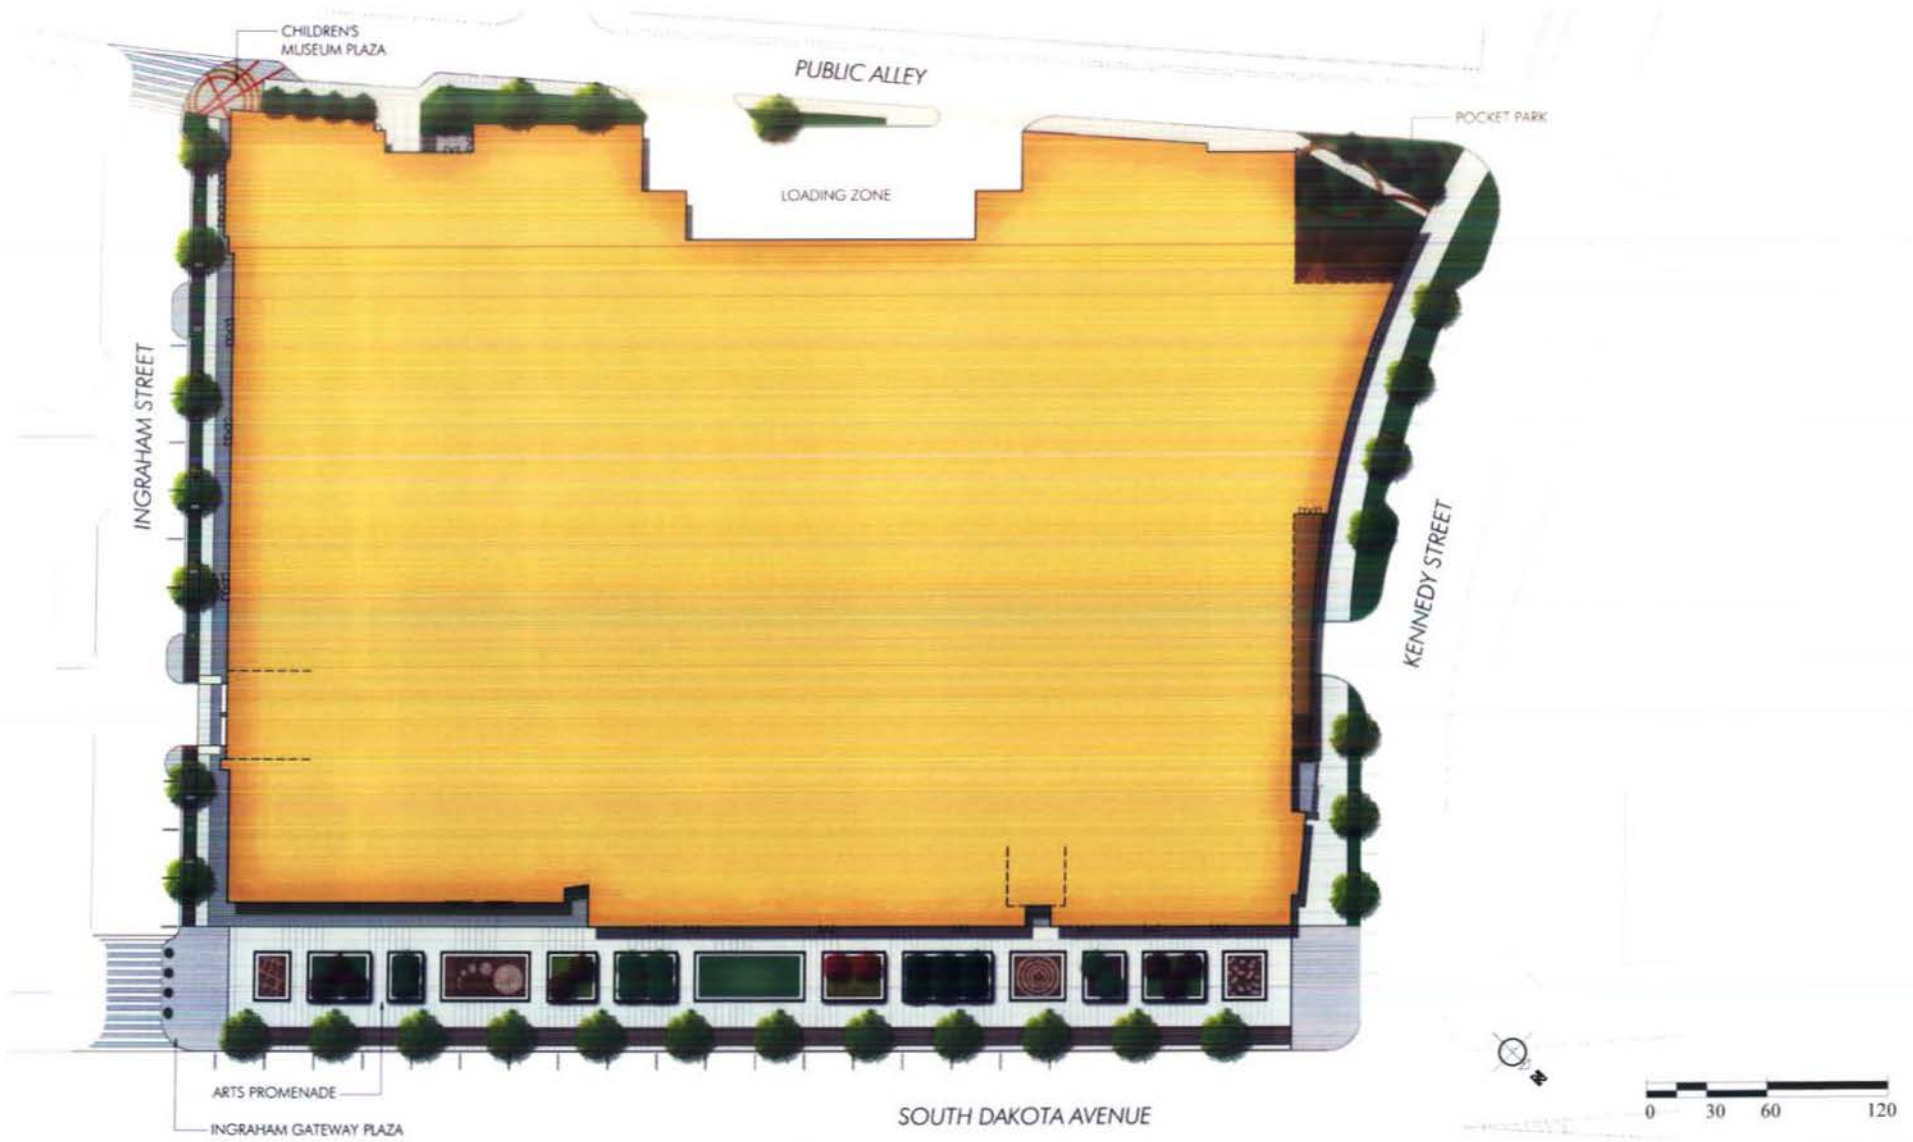 CHILDREN'S
MUSEUM PLAZA
PUBLIC ALLEY
POCKET PARK
LOADING ZONE
INGRAHAM STREET
KENNEDY STREET
ARTS PROMENADE
INGRAHAM GATEWAY PLAZA
SOUTH DAKOTA AVENUE
N
0 30 60 120